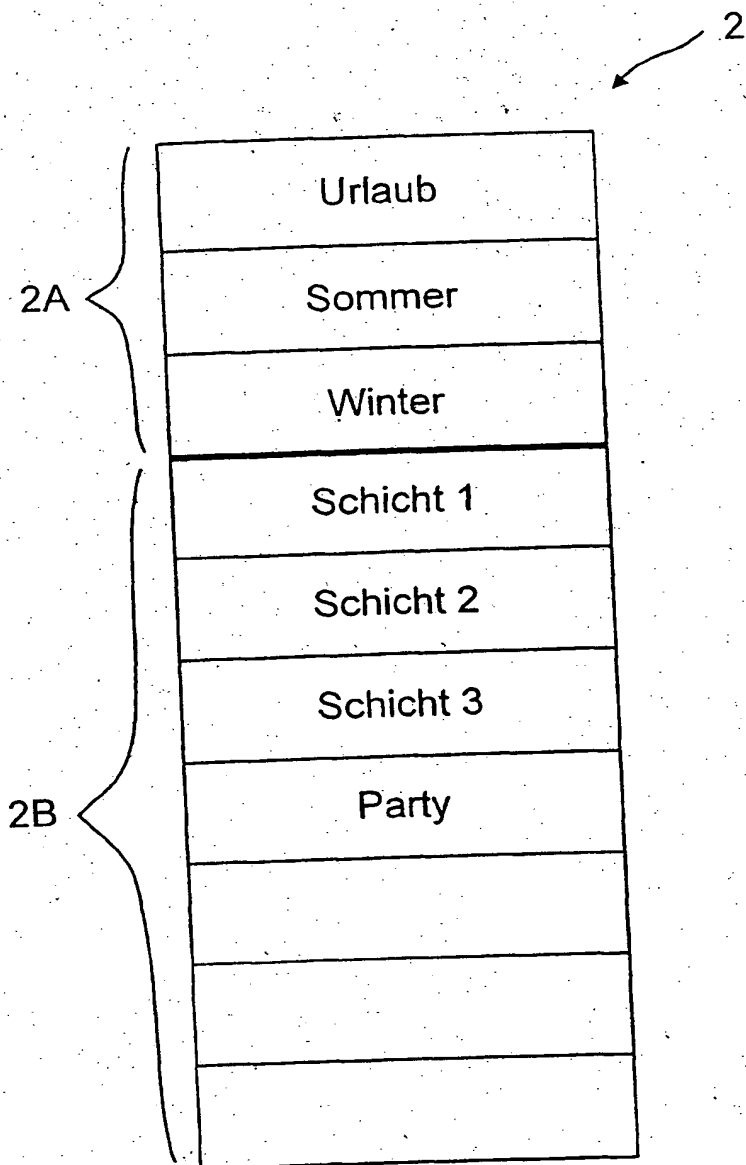 2
Urlaub
2A
Sommer
Winter
Schicht 1
Schicht 2
Schicht 3
2B
Party